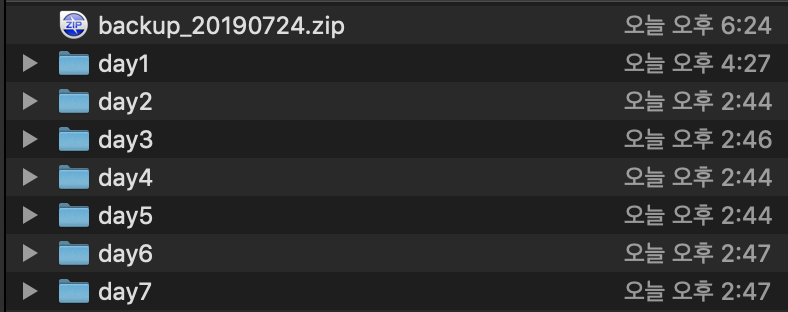 ZIP backup_20190724.zip 오늘 오후 6:24
day1 오늘 오후 4:27
day2 오늘 오후 2:44
day3 오늘 오후 2:46
day4 오늘 오후 2:44
day5 오늘 오후 2:44
day6 오늘 오후 2:47
day7 오늘 오후 2:47